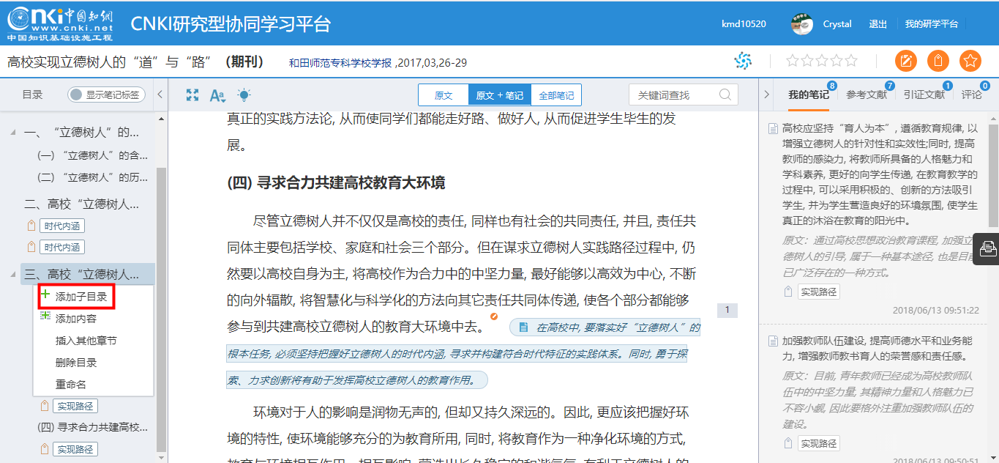 Cnki中国知网
www.cnki.net
中国知识基础设施工程
CNKI研究型协同学习平台
kmd10520
Crystal
退出
我的研学平台
高校实现立德树人的“道”与“路”（期刊）
和田师范专科学校学报 ,2017,03,26-29
目录
显示笔记标签
Aa
原文
原文 + 笔记
全部笔记
关键词查找
我的笔记
8
参考文献
7
引证文献
1
评论
0
一、“立德树人”的...
(一) “立德树人”的含...
(二) “立德树人”的历...
二、高校“立德树人...
时代内涵
时代内涵
三、高校“立德树人...
添加子目录
添加内容
插入其他章节
删除目录
重命名
实现路径
(四) 寻求合力共建高校...
实现路径
真正的实践方法论, 从而使同学们都能走好路、做好人, 从而促进学生毕生的发
展。
(四) 寻求合力共建高校教育大环境
尽管立德树人并不仅仅是高校的责任, 同样也有社会的共同责任, 并且, 责任共
同体主要包括学校、家庭和社会三个部分。但在谋求立德树人实践路径过程中, 仍
然要以高校自身为主, 将高校作为合力中的中坚力量, 最好能够以高效为中心, 不断
的向外辐散, 将智慧化与科学化的方法向其它责任共同体传递, 使各个部分都能够
参与到共建高校立德树人的教育大环境中去。
在高校中, 要落实好“立德树人”的
根本任务, 必须坚持把握好立德树人的时代内涵, 寻求并构建符合时代特征的实践体系。同时, 勇于探
索、力求创新将有助于发挥高校立德树人的教育作用。
1
环境对于人的影响是润物无声的, 但却又持久深远的。因此, 更应该把握好环
境的特性, 使环境能够充分的为教育所用, 同时, 将教育作为一种净化环境的方式,
高校应坚持“育人为本”, 遵循教育规律, 以
增强立德树人的针对性和实效性;同时, 提高
教师的感染力, 将教师所具备的人格魅力和
学科素养, 更好的向学生传递, 在教育教学的
过程中, 可以采用积极的、创新的方法吸引
学生, 并为学生营造良好的环境氛围, 使学生
真正的沐浴在教育的阳光中。
原文：通过高校思想政治教育课程, 加强立
德树人的引导, 属于一种基本途径, 也是目前
已广泛存在的一种方式。
实现路径
2018/06/13 09:51:22
加强教师队伍建设, 提高师德水平和业务能
力, 增强教师教书育人的荣誉感和责任感。
原文：目前, 青年教师已经成为高校教师队
伍中的中坚力量, 其精神力量和人格魅力已
不容小觑, 因此要格外注重加强教师队伍的
建设。
实现路径
2018/06/13 09:50:51